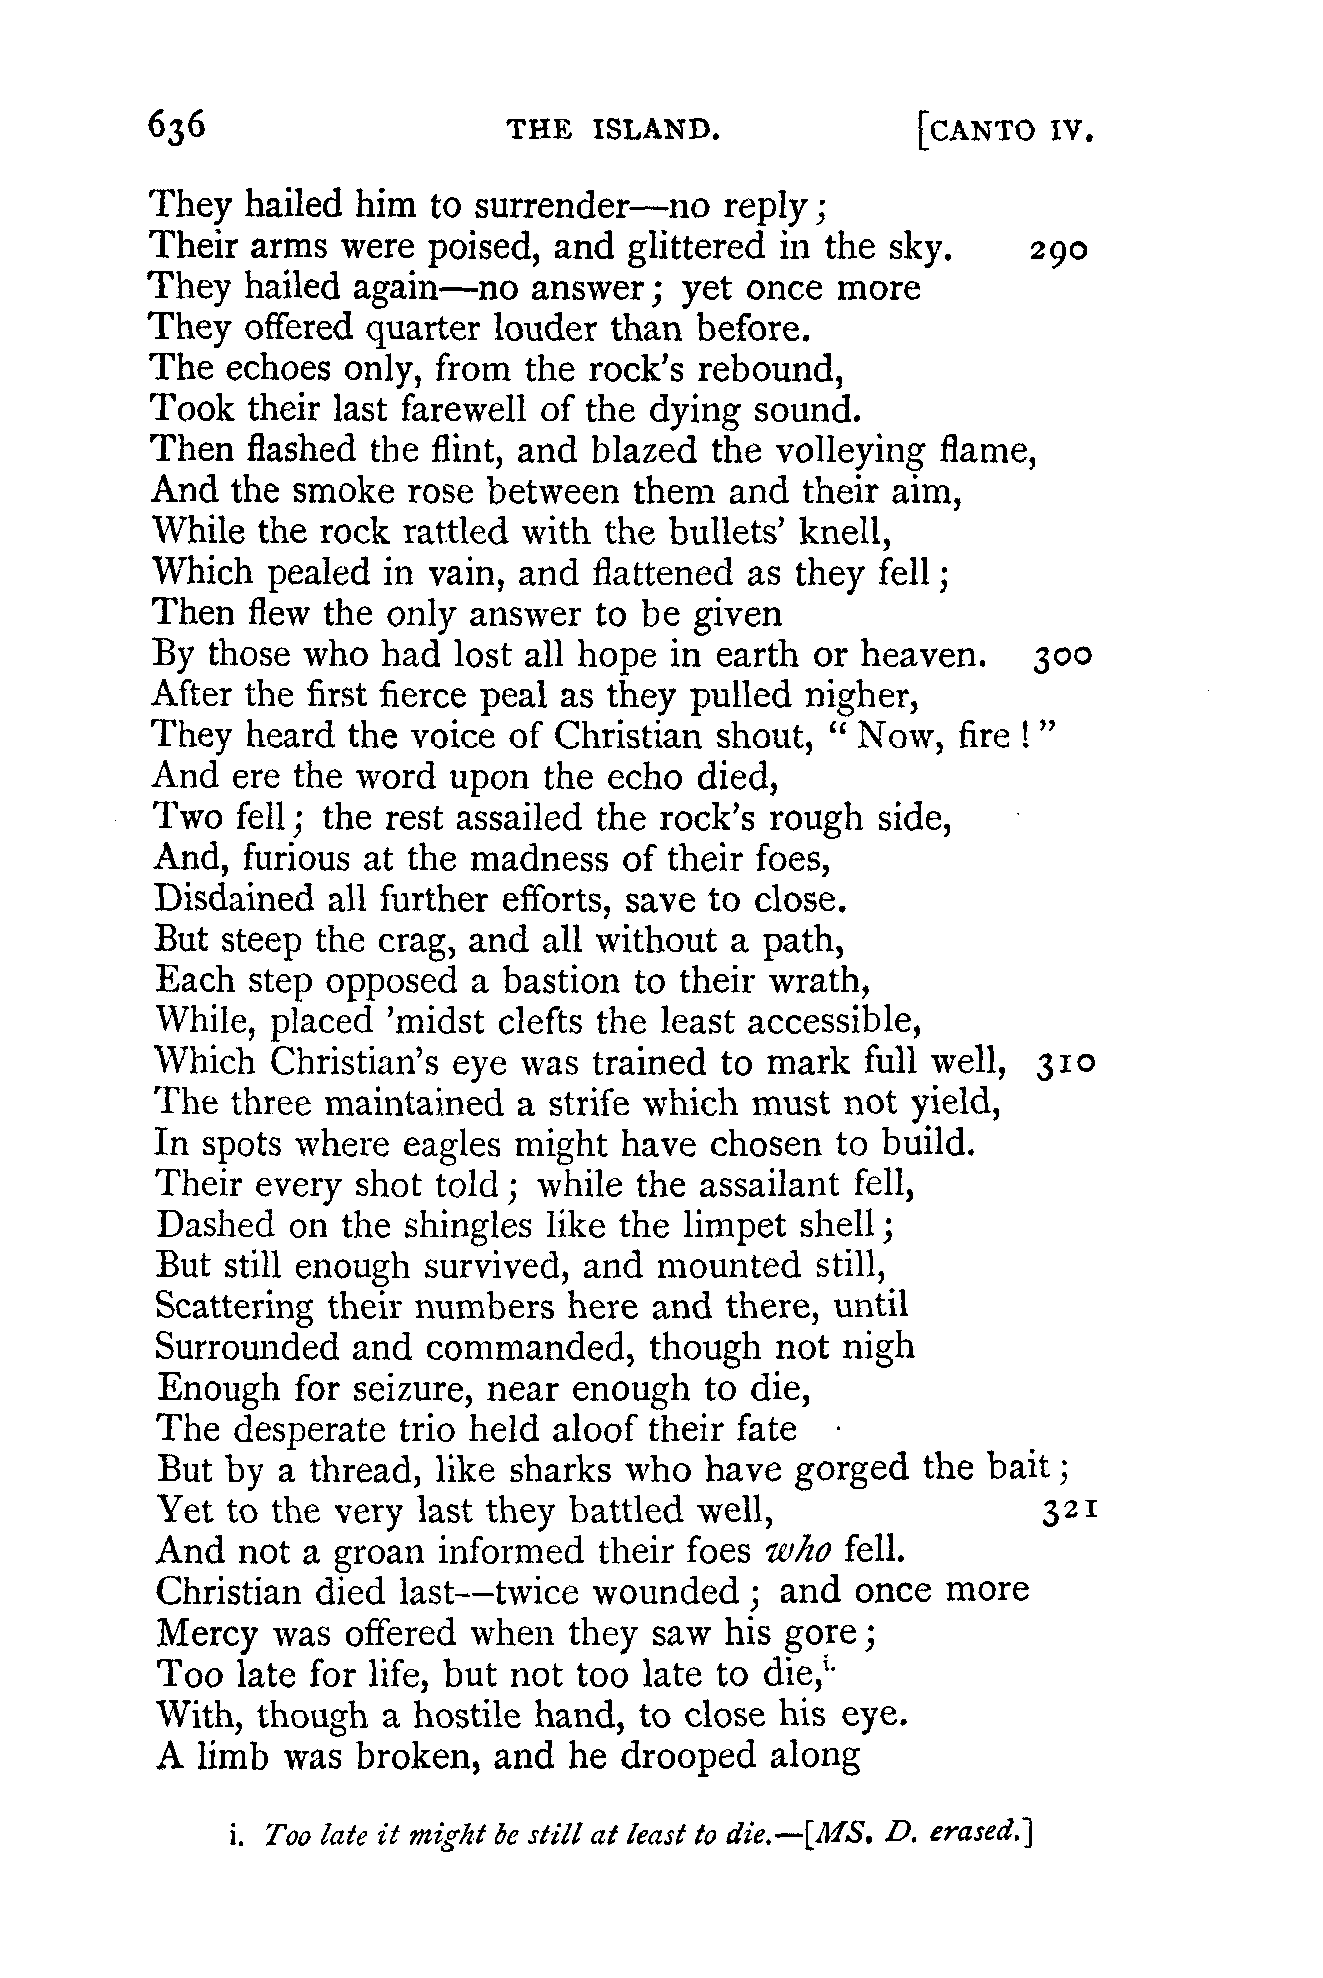 636 THE ISLAND. [CANTO IV.
They hailed him to surrender—no reply;
Their arms were poised, and glittered in the sky. 290
They hailed again—no answer; yet once more
They offered quarter louder than before.
The echoes only, from the rock's rebound,
Took their last farewell of the dying sound.
Then flashed the flint, and blazed the volleying flame,
And the smoke rose between them and their aim,
While the rock rattled with the bullets' knell,
Which pealed in vain, and flattened as they fell;
Then flew the only answer to be given
By those who had lost all hope in earth or heaven. 300
After the first fierce peal as they pulled nigher,
They heard the voice of Christian shout, "Now, fire!"
And ere the word upon the echo died,
Two fell; the rest assailed the rock's rough side,
And, furious at the madness of their foes,
Disdained all further efforts, save to close.
But steep the crag, and all without a path,
Each step opposed a bastion to their wrath,
While, placed 'midst clefts the least accessible,
Which Christian's eye was trained to mark full well, 310
The three maintained a strife which must not yield,
In spots where eagles might have chosen to build.
Their every shot told; while the assailant fell,
Dashed on the shingles like the limpet shell;
But still enough survived, and mounted still,
Scattering their numbers here and there, until
Surrounded and commanded, though not nigh
Enough for seizure, near enough to die,
The desperate trio held aloof their fate
But by a thread, like sharks who have gorged the bait;
Yet to the very last they battled well, 321
And not a groan informed their foes who fell.
Christian died last—twice wounded; and once more
Mercy was offered when they saw his gore;
Too late for life, but not too late to die,i.
With, though a hostile hand, to close his eye.
A limb was broken, and he drooped along
i. Too late it might be still at least to die.—[MS. D. erased.]